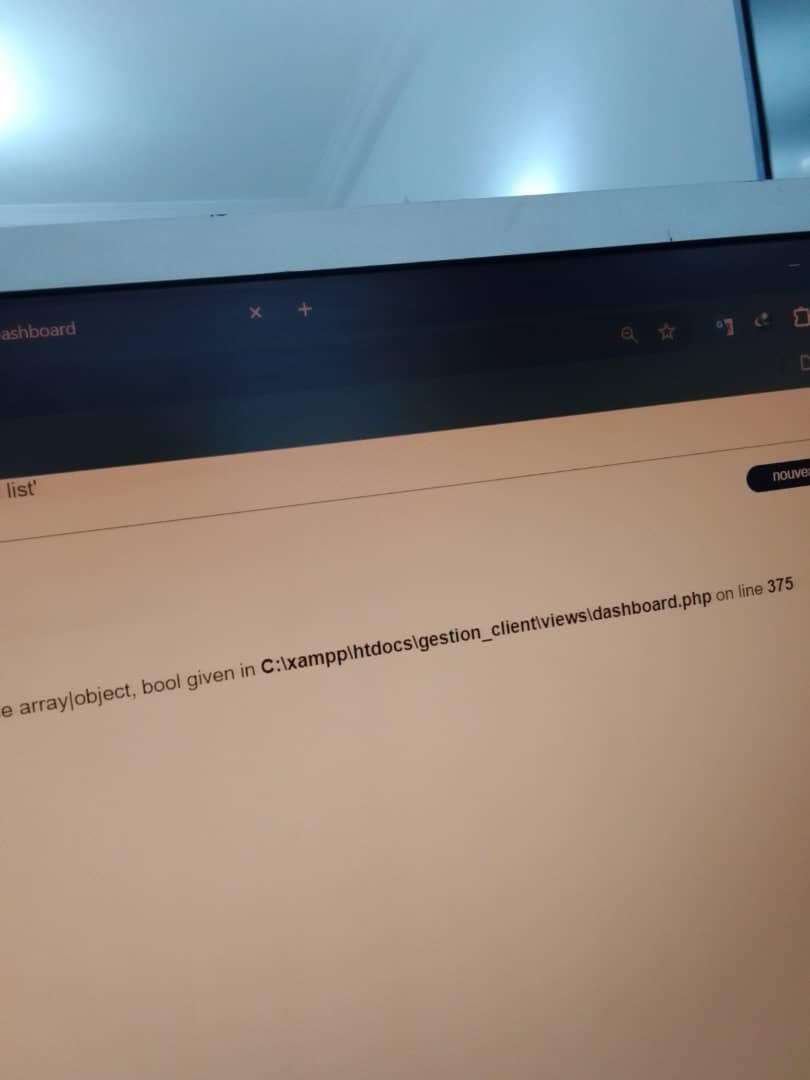 ashboard
list'
nouve
e array|object, bool given in C:\xampp\htdocs\gestion_client\views\dashboard.php on line 375